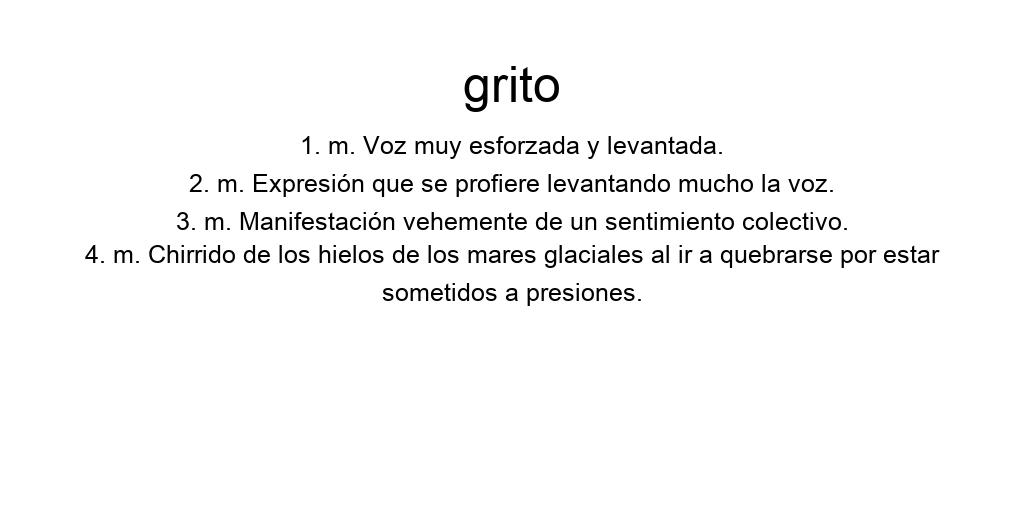 grito
1. m. Voz muy esforzada y levantada.
2. m. Expresión que se profiere levantando mucho la voz.
3. m. Manifestación vehemente de un sentimiento colectivo.
4. m. Chirrido de los hielos de los mares glaciales al ir a quebrarse por estar
sometidos a presiones.